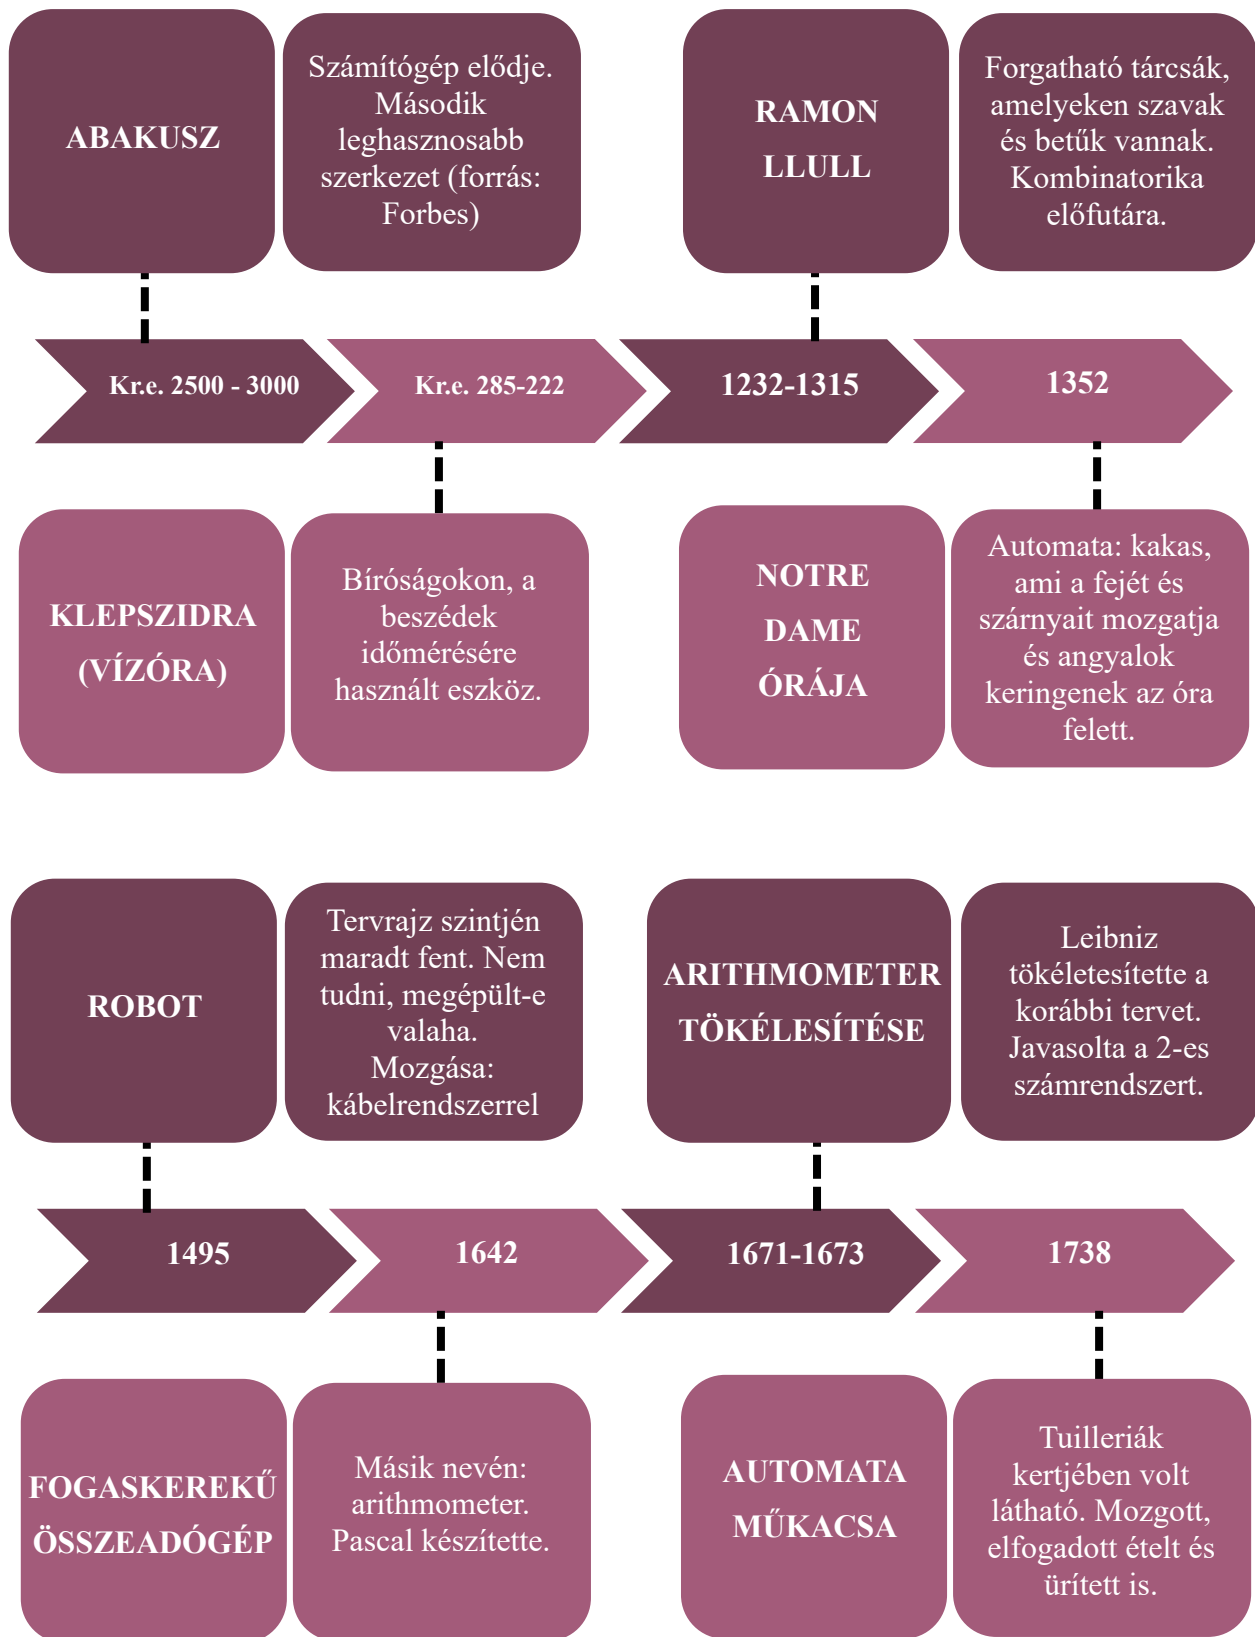 ABAKUSZ
Számítógép elődje.
Második
leghasznosabb
szerkezet (forrás:
Forbes)
RAMON
LLULL
Forgatható tárcsák,
amelyeken szavak
és betűk vannak.
Kombinatorika
előfutára.
Kr.e. 2500 - 3000
Kr.e. 285-222
1232-1315
1352
KLEPSZIDRA
(VÍZÓRA)
Bíróságokon, a
beszédek
időmérésére
használt eszköz.
NOTRE
DAME
ÓRÁJA
Automata: kakas,
ami a fejét és
szárnyait mozgatja
és angyalok
keringenek az óra
felett.
ROBOT
Tervrajz szintjén
maradt fent. Nem
tudni, megépült-e
valaha.
Mozgása:
kábelrendszerrel
ARITHMOMETER
TÖKÉLESÍTÉSE
Leibniz
tökéletesítette a
korábbi tervet.
Javasolta a 2-es
számrendszert.
1495
1642
1671-1673
1738
FOGASKEREKŰ
ÖSSZEADÓGÉP
Másik nevén:
arithmometer.
Pascal készítette.
AUTOMATA
MŰKACSA
Tuilleriák
kertjében volt
látható. Mozgott,
elfogadott ételt és
ürített is.